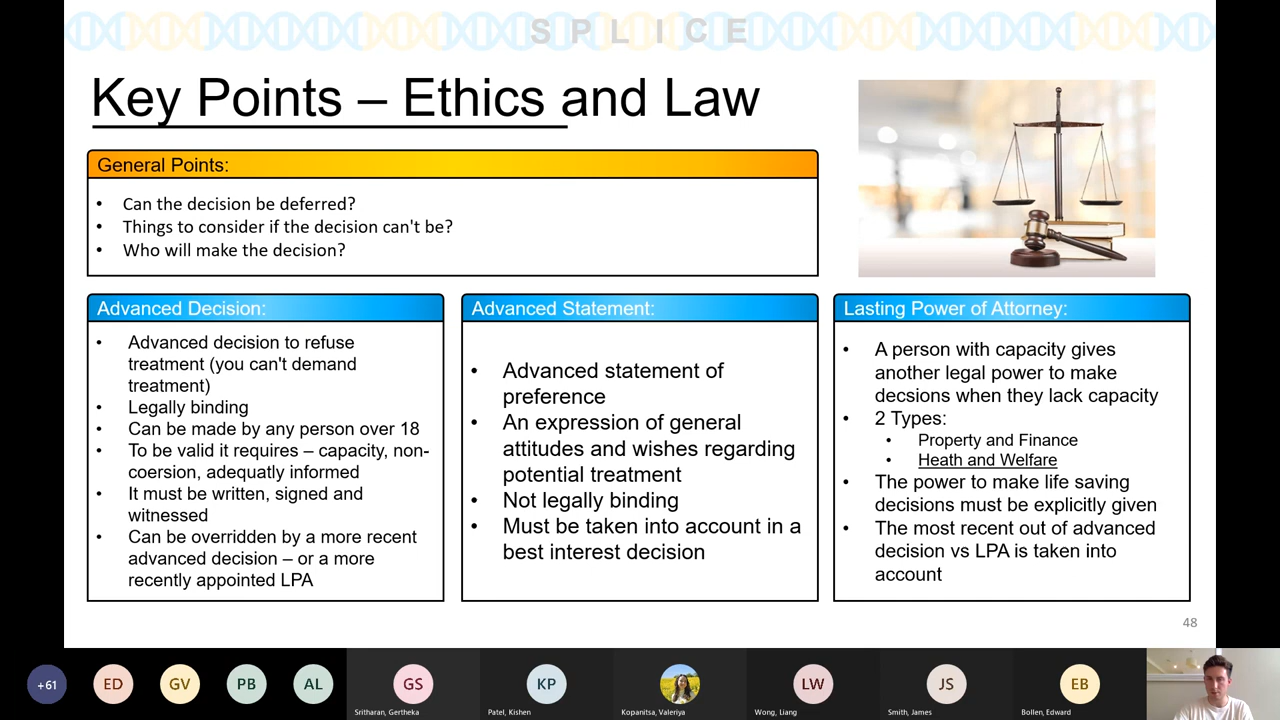 SPLICE
Key Points – Ethics and Law
General Points:
• Can the decision be deferred?
• Things to consider if the decision can't be?
• Who will make the decision?
Advanced Decision:
• Advanced decision to refuse
treatment (you can't demand
treatment)
• Legally binding
• Can be made by any person over 18
• To be valid it requires – capacity, non-
coersion, adequately informed
• It must be written, signed and
witnessed
• Can be overridden by a more recent
advanced decision – or a more
recently appointed LPA
Advanced Statement:
• Advanced statement of
preference
• An expression of general
attitudes and wishes regarding
potential treatment
• Not legally binding
• Must be taken into account in a
best interest decision
Lasting Power of Attorney:
• A person with capacity gives
another legal power to make
decsions when they lack capacity
• 2 Types:
• Property and Finance
• Heath and Welfare
• The power to make life saving
decisions must be explicitly given
• The most recent out of advanced
decision vs LPA is taken into
account
48
+61
ED
GV
PB
AL
GS
KP
LW
JS
EB
Sritharan, Gertheka
Patel, Kishen
Kopanitsa, Valeriya
Wong, Liang
Smith, James
Bollen, Edward